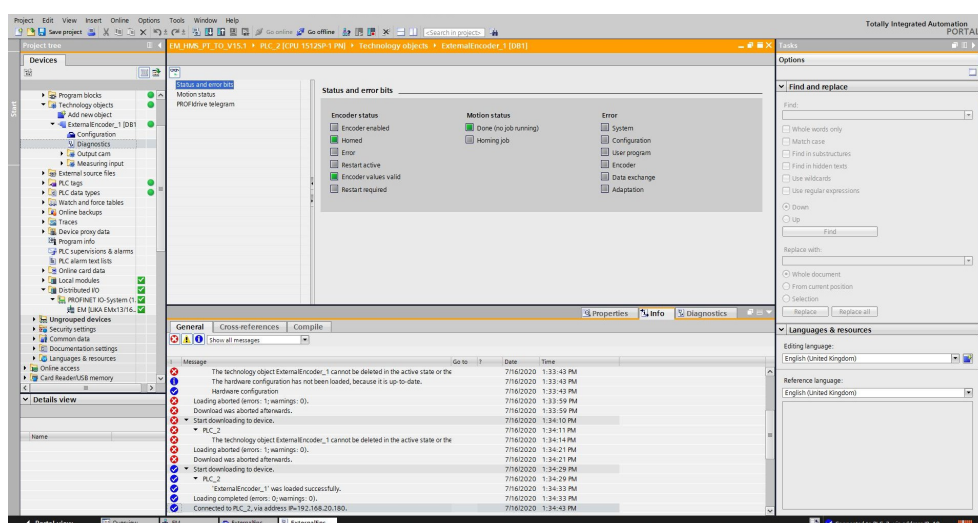 Project Edit View Insert Online Options Tools Window Help
Totally Integrated Automation
PORTAL
Save project
Go online
Go offline
<Search in project>
Project tree
EM_HMS_PT_TO_V15.1 PLC_2 [CPU 1512SP-1 PN] Technology objects ExternalEncoder_1 [DB1]
Tasks
Devices
Options
Start
Program blocks
Technology objects
Add new object
ExternalEncoder_1 [DB1
Configuration
Diagnostics
Output cam
Measuring input
External source files
PLC tags
PLC data types
Watch and force tables
Online backups
Traces
Device proxy data
Program info
PLC supervisions & alarms
PLC alarm text lists
Online card data
Local modules
Distributed I/O
PROFINET IO-System (1.
EM [LIKA EMx13/16..
Ungrouped devices
Security settings
Common data
Documentation settings
Languages & resources
Online access
Card Reader/USB memory
Details view
Name
Status and error bits
Motion status
PROFIdrive telegram
Status and error bits
Encoder status
Encoder enabled
Homed
Error
Restart active
Encoder values valid
Restart required
Motion status
Done (no job running)
Homing job
Error
System
Configuration
User program
Encoder
Data exchange
Adaptation
Properties
Info
Diagnostics
General
Cross-references
Compile
Show all messages
! Message Go to ? Date Time
The technology object ExternalEncoder_1 cannot be deleted in the active state or the 7/16/2020 1:33:43 PM
The hardware configuration has not been loaded, because it is up-to-date. 7/16/2020 1:33:43 PM
Hardware configuration 7/16/2020 1:33:43 PM
Loading aborted (errors: 1; warnings: 0). 7/16/2020 1:33:59 PM
Download was aborted afterwards. 7/16/2020 1:33:59 PM
Start downloading to device. 7/16/2020 1:34:10 PM
PLC_2 7/16/2020 1:34:11 PM
The technology object ExternalEncoder_1 cannot be deleted in the active state or the 7/16/2020 1:34:14 PM
Loading aborted (errors: 1; warnings: 0). 7/16/2020 1:34:21 PM
Download was aborted afterwards. 7/16/2020 1:34:21 PM
Start downloading to device. 7/16/2020 1:34:29 PM
PLC_2 7/16/2020 1:34:29 PM
'ExternalEncoder_1' was loaded successfully. 7/16/2020 1:34:33 PM
Loading completed (errors: 0; warnings: 0). 7/16/2020 1:34:33 PM
Connected to PLC_2, via address IP=192.168.20.180. 7/16/2020 1:34:43 PM
Find and replace
Find:
Whole words only
Match case
Find in substructures
Find in hidden texts
Use wildcards
Use regular expressions
Down
Up
Find
Replace with:
Whole document
From current position
Selection
Replace
Replace all
Languages & resources
Editing language:
English (United Kingdom)
Reference language:
English (United Kingdom)
Portal view
Overview